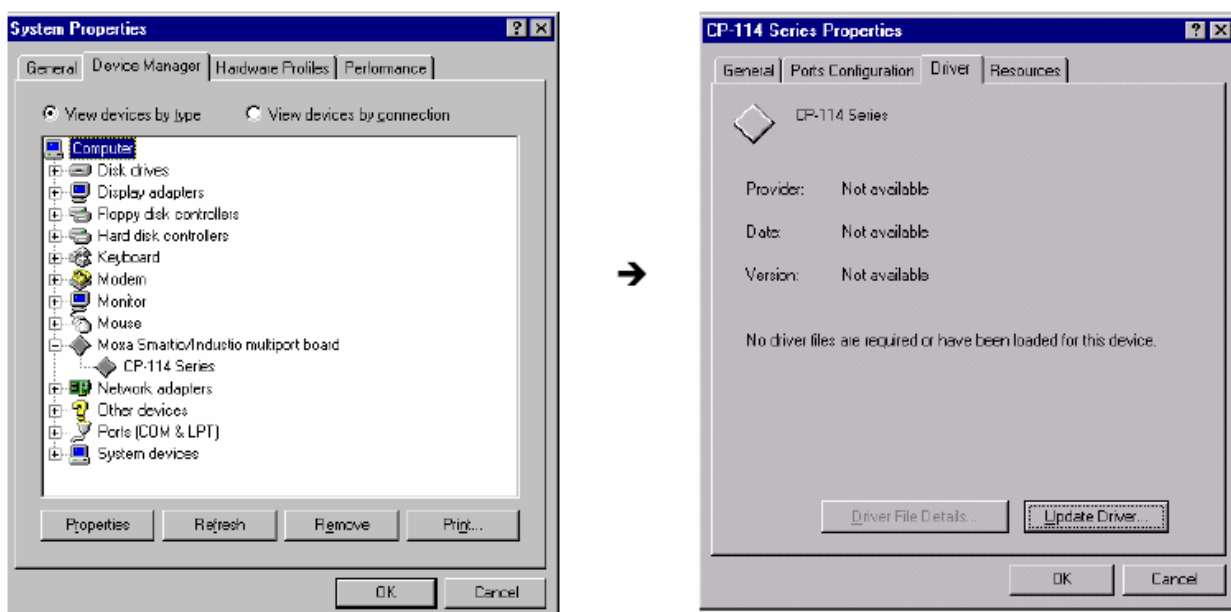 System Properties
General Device Manager Hardware Profiles Performance
View devices by type View devices by connection
Computer
Disk drives
Display adapters
Floppy disk controllers
Hard disk controllers
Keyboard
Modem
Monitor
Mouse
Moxa Smartio/Industio multiport board
CP-114 Series
Network adapters
Other devices
Ports (COM & LPT)
System devices
Properties Refresh Remove Print...
OK Cancel
CP-114 Series Properties
General Ports Configuration Driver Resources
CP-114 Series
Provider: Not available
Date: Not available
Version: Not available
No driver files are required or have been loaded for this device.
Driver File Details... Update Driver...
OK Cancel